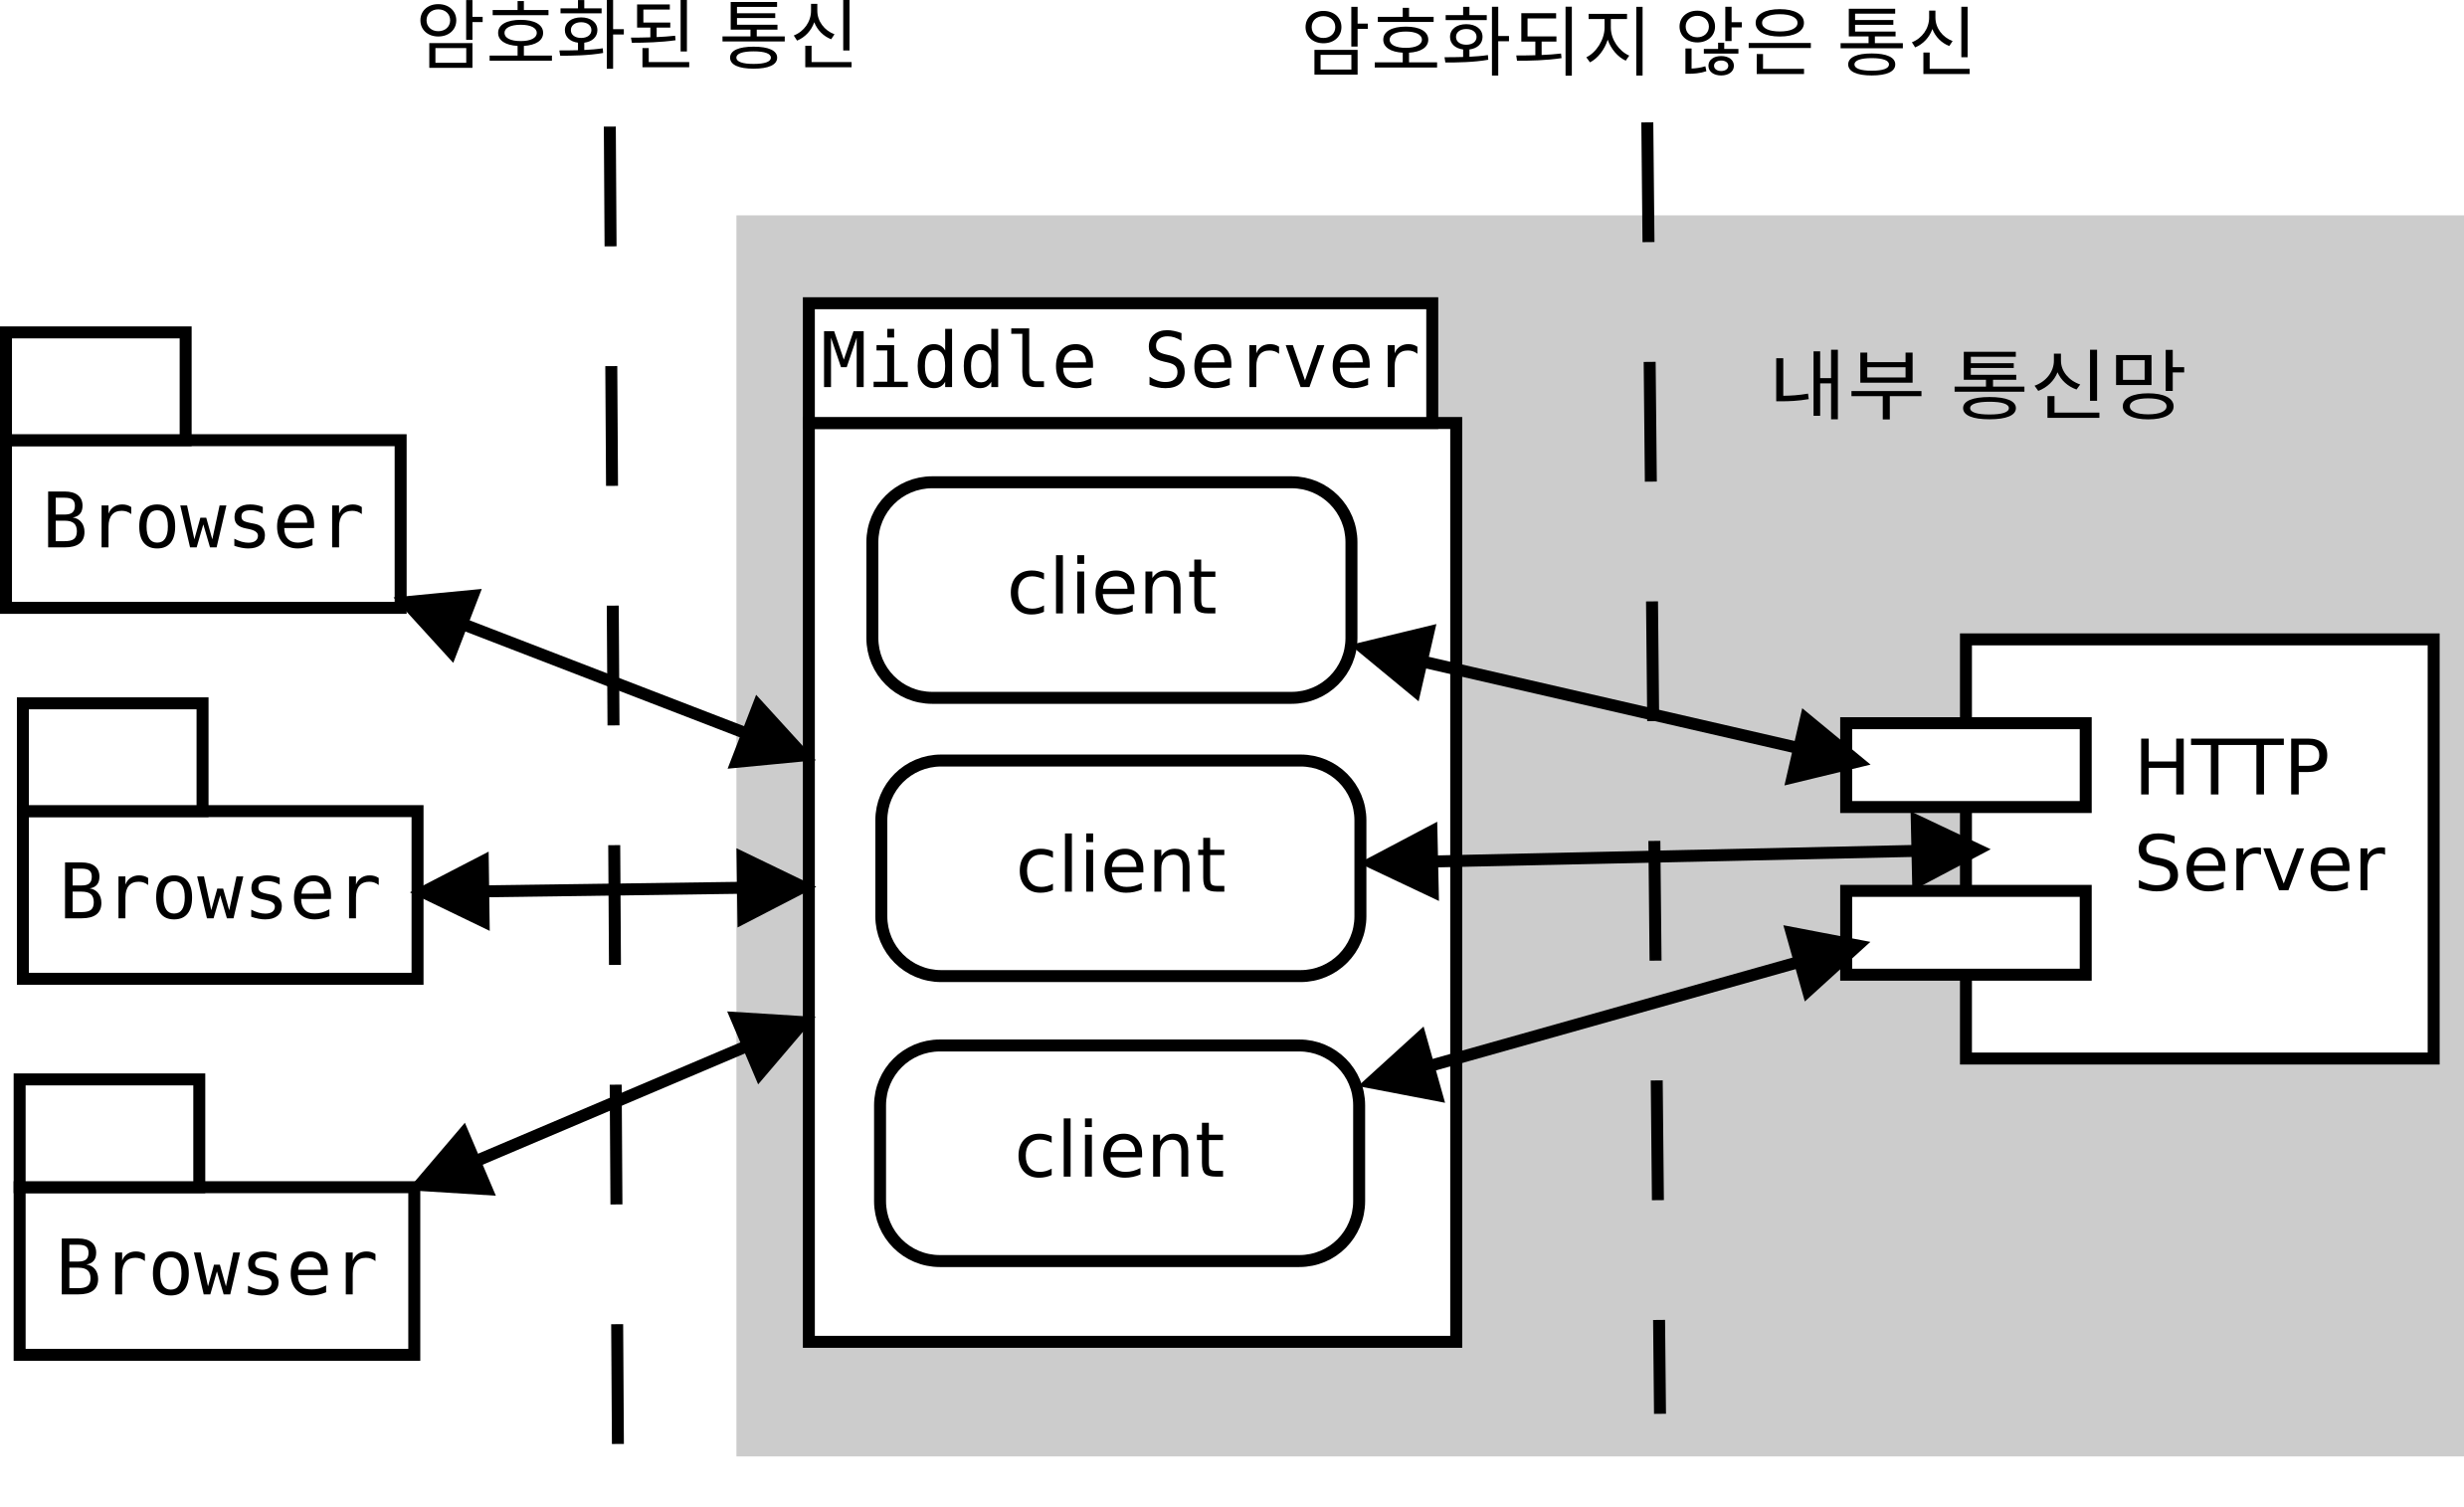 암호화된 통신
암호화되지 않은 통신
Middle Server
내부 통신망
Browser
client
HTTP
Server
Browser
client
client
Browser